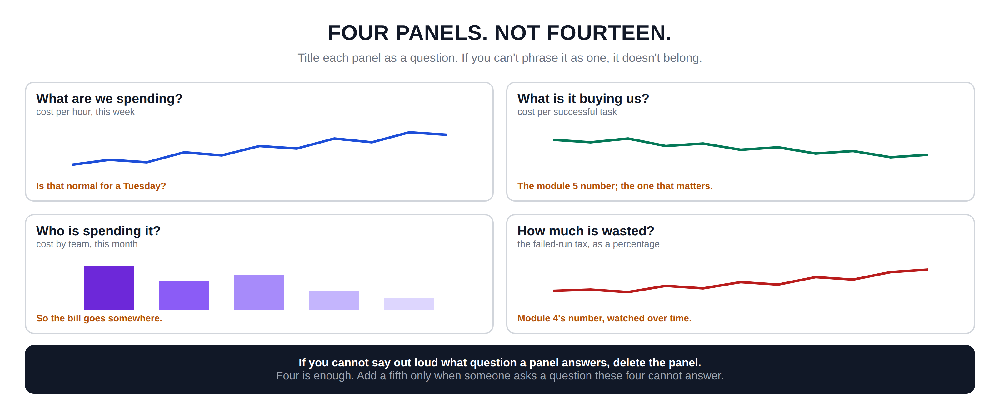 FOUR PANELS. NOT FOURTEEN.
Title each panel as a question. If you can't phrase it as one, it doesn't belong.
What are we spending?
cost per hour, this week
Is that normal for a Tuesday?
What is it buying us?
cost per successful task
The module 5 number; the one that matters.
Who is spending it?
cost by team, this month
So the bill goes somewhere.
How much is wasted?
the failed-run tax, as a percentage
Module 4's number, watched over time.
If you cannot say out loud what question a panel answers, delete the panel.
Four is enough. Add a fifth only when someone asks a question these four cannot answer.